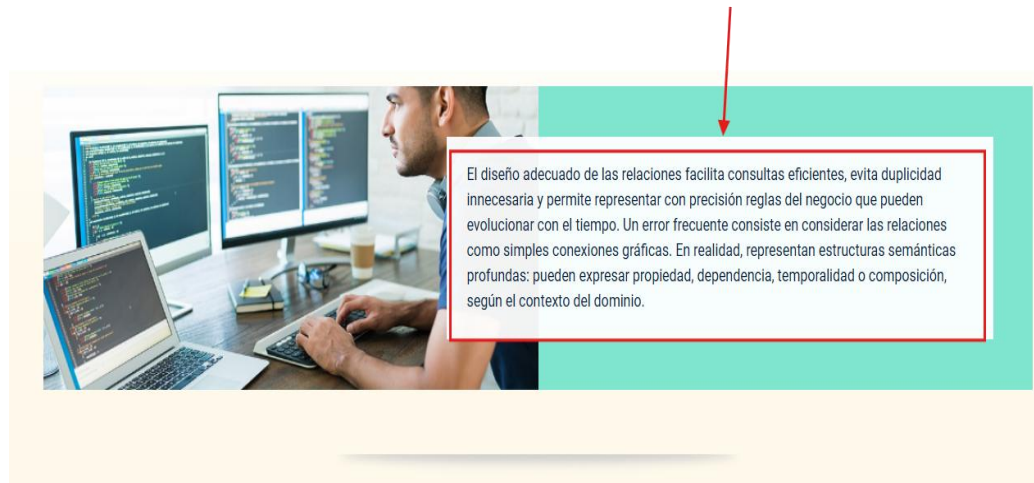 El diseño adecuado de las relaciones facilita consultas eficientes, evita duplicidad
innecesaria y permite representar con precisión reglas del negocio que pueden
evolucionar con el tiempo. Un error frecuente consiste en considerar las relaciones
como simples conexiones gráficas. En realidad, representan estructuras semánticas
profundas: pueden expresar propiedad, dependencia, temporalidad o composición,
según el contexto del dominio.